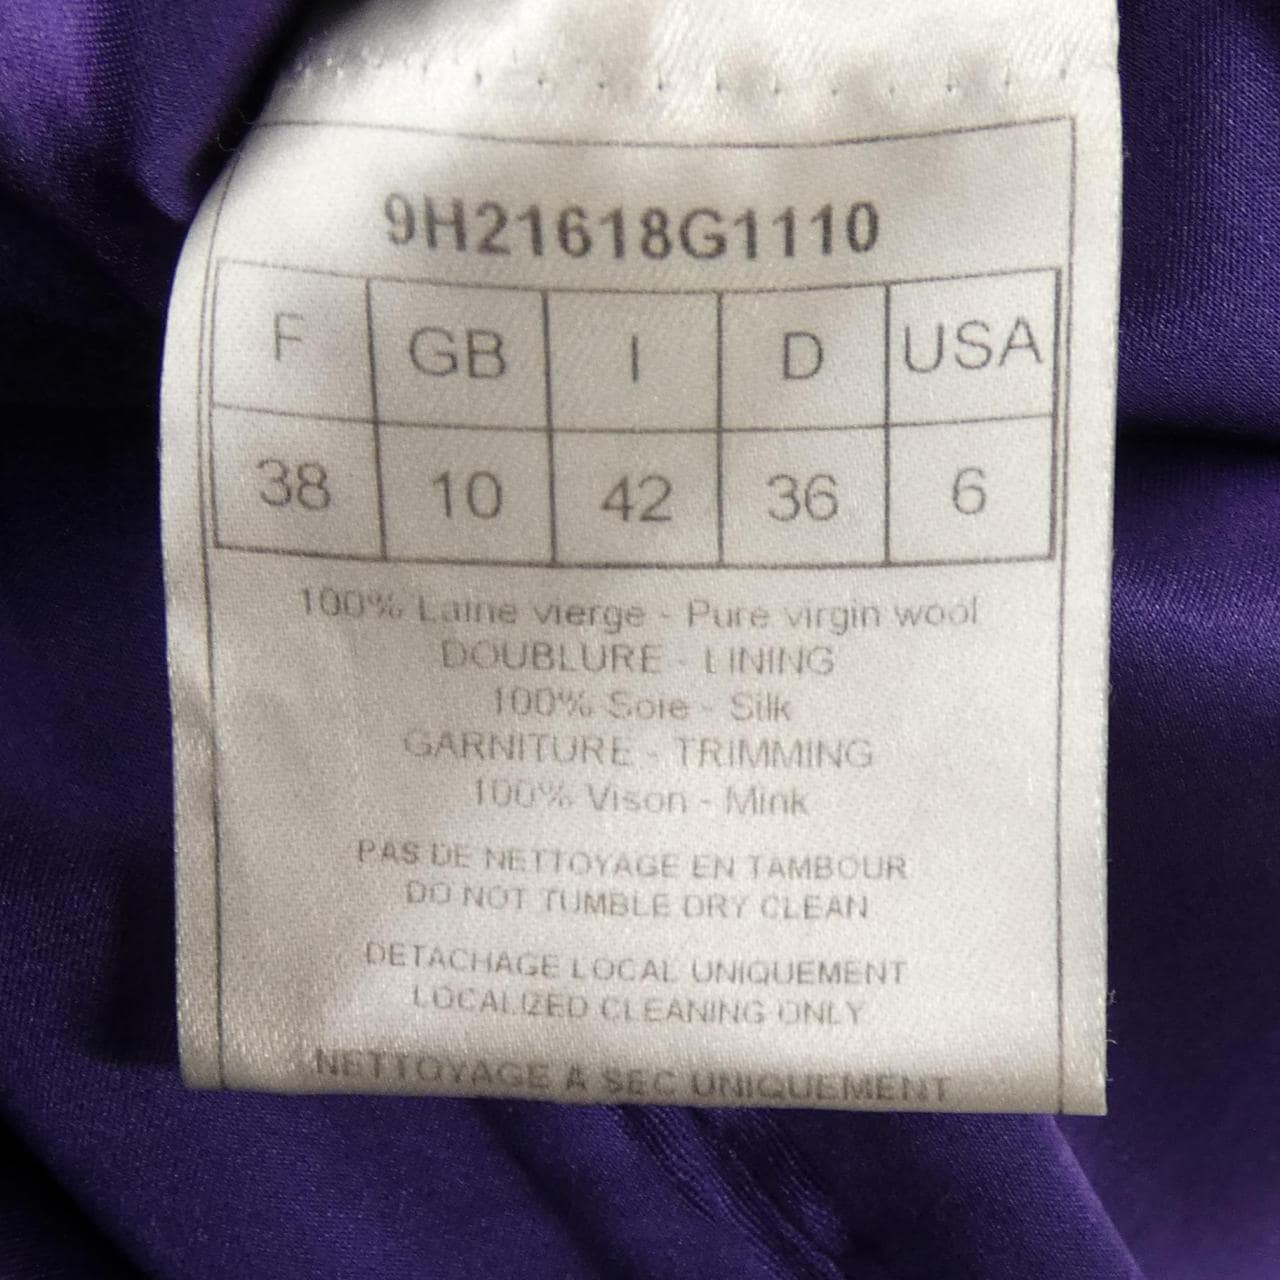 9H21618G1110
F GB I D USA
38 10 42 36 6
100% Laine vierge - Pure virgin wool
DOUBLURE - LINING
100% Soie - Silk
GARNITURE - TRIMMING
100% Vison - Mink
PAS DE NETTOYAGE EN TAMBOUR
DO NOT TUMBLE DRY CLEAN
DETACHAGE LOCAL UNIQUEMENT
LOCALIZED CLEANING ONLY
NETTOYAGE A SEC UNIQUEMENT